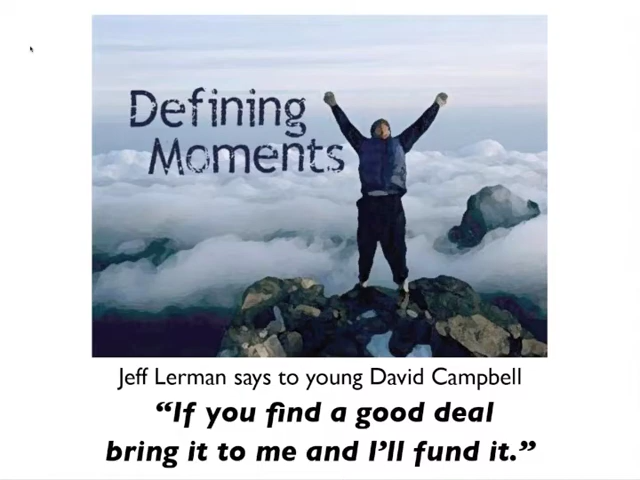 Defining
Moments
Jeff Lerman says to young David Campbell
“If you find a good deal
bring it to me and I’ll fund it.”